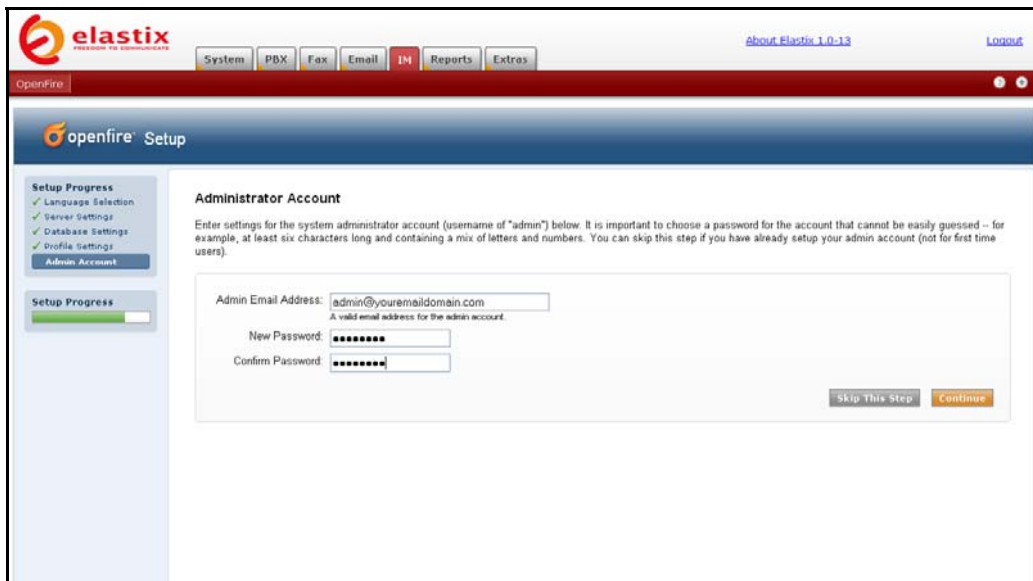 elastix
FREEDOM TO COMMUNICATE
System PBX Fax Email IM Reports Extras
About Elastix 1.0-13
Logout
OpenFire
openfire Setup
Setup Progress
✓ Language Selection
✓ Server Settings
✓ Database Settings
✓ Profile Settings
Admin Account
Setup Progress
Administrator Account
Enter settings for the system administrator account (username of "admin") below. It is important to choose a password for the account that cannot be easily guessed -- for
example, at least six characters long and containing a mix of letters and numbers. You can skip this step if you have already setup your admin account (not for first time
users).
Admin Email Address: admin@youremaildomain.com
A valid email address for the admin account.
New Password: ••••••••
Confirm Password: ••••••••
Skip This Step Continue